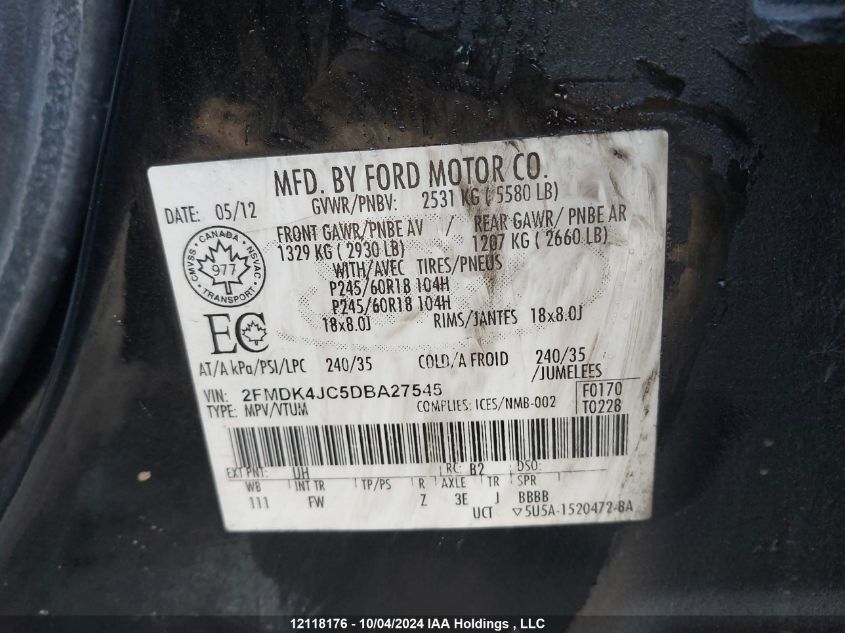 MFD. BY FORD MOTOR CO.
DATE: 05/12
GVWR/PNBV: 2531 KG ( 5580 LB)
FRONT GAWR/PNBE AV / REAR GAWR/ PNBE AR
1329 KG ( 2930 LB) 1207 KG ( 2660 LB)
WITH/AVEC TIRES/PNEUS
P245/60R18 104H
P245/60R18 104H
18x8.0J RIMS/JANTES 18x8.0J
CANADA
CMVSS NSVAC
977
TRANSPORT
EC
AT/A kPa/PSI/LPC 240/35 COLD/A FROID 240/35
/JUMELEES
VIN: 2FMDK4JC5DBA27545
TYPE: MPV/VTUM COMPLIES: ICES/NMB-002
F0170
T0228
EXT PNT: UH RC: B2 DSO:
WB INT TR TP/PS R AXLE TR SPR
111 FW Z 3E J BBBB
UCT ▽5U5A-1520472-BA
12118176 - 10/04/2024 IAA Holdings , LLC